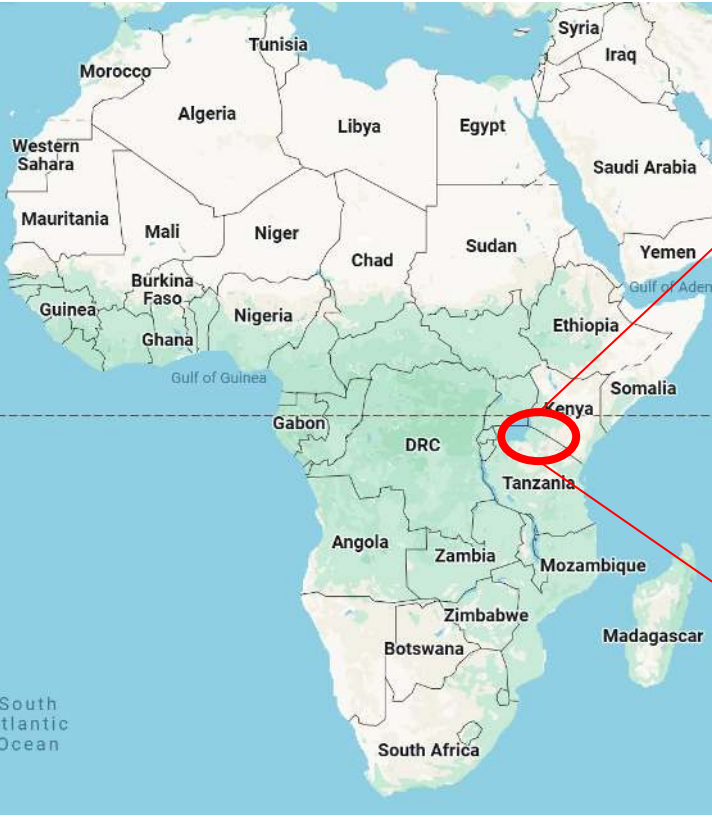 Syria
Tunisia
Iraq
Morocco
Algeria
Libya
Egypt
Western
Sahara
Saudi Arabia
Mauritania
Mali
Niger
Chad
Sudan
Yemen
Burkina
Faso
Gulf of Aden
Guinea
Nigeria
Ethiopia
Ghana
Gulf of Guinea
Somalia
Kenya
Gabon
DRC
Tanzania
Angola
Zambia
Mozambique
Zimbabwe
Madagascar
Botswana
South
tlantic
Ocean
South Africa